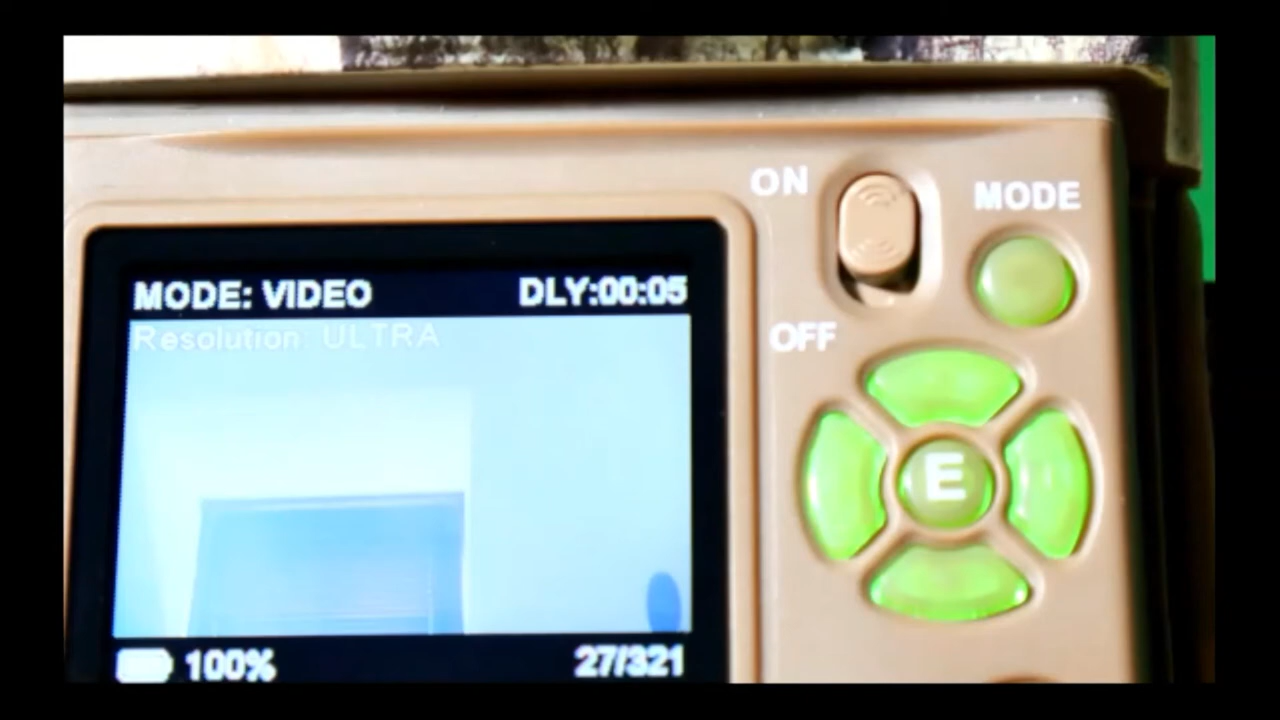 ON
MODE
MODE: VIDEO DLY:00:05
Resolution: ULTRA
OFF
E
100% 27/321